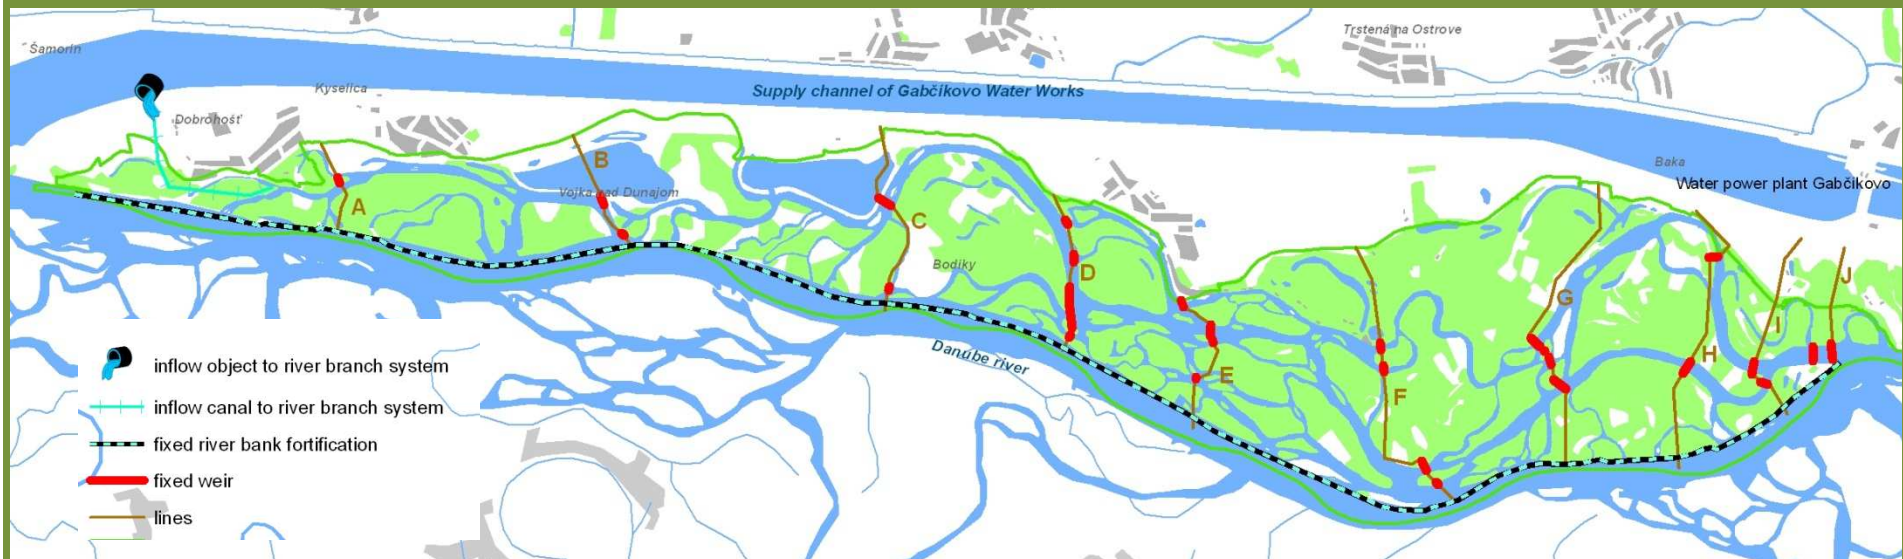 Šamorín
Trstená na Ostrove
Kyselica
Supply channel of Gabčíkovo Water Works
Dobrohošť
B
Baka
Water power plant Gabčíkovo
Vojka nad Dunajom
A
C
Bodíky
D
J
G
I
Danube river
H
E
F
inflow object to river branch system
inflow canal to river branch system
fixed river bank fortification
fixed weir
lines